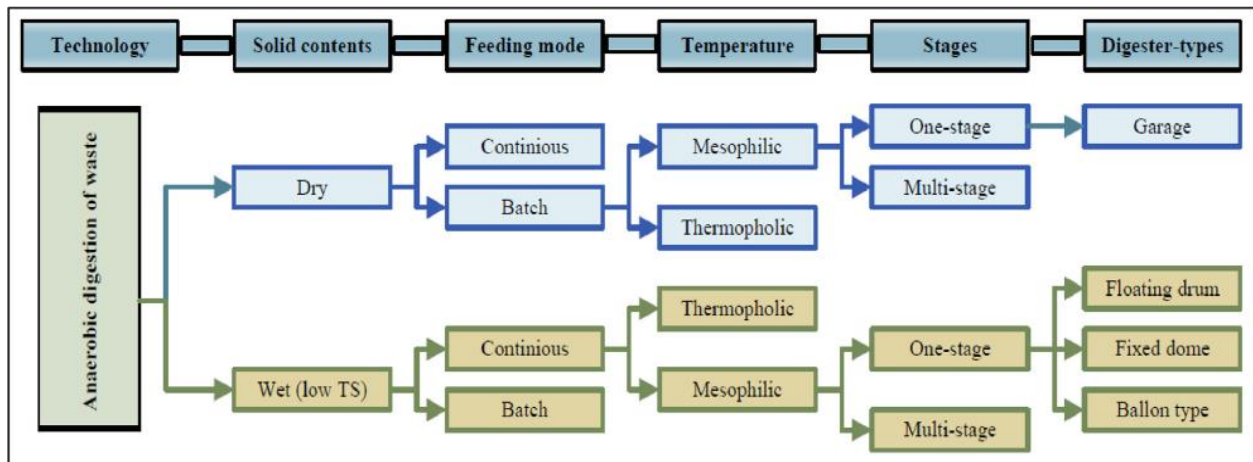 Technology
Solid contents
Feeding mode
Temperature
Stages
Digester-types
Anaerobic digestion of waste
Dry
Continious
Batch
Mesophilic
Thermopholic
One-stage
Multi-stage
Garage
Wet (low TS)
Continious
Batch
Thermopholic
Mesophilic
One-stage
Multi-stage
Floating drum
Fixed dome
Ballon type